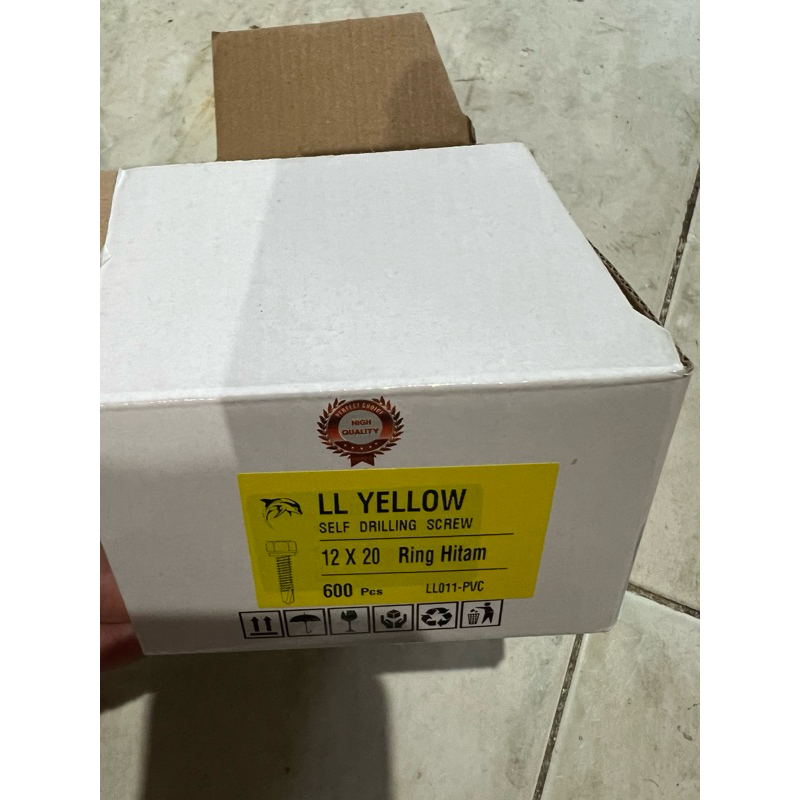 PERFECT CHOICE
HIGH
QUALITY
LL YELLOW
SELF DRILLING SCREW
12 X 20 Ring Hitam
600 Pcs LL011-PVC